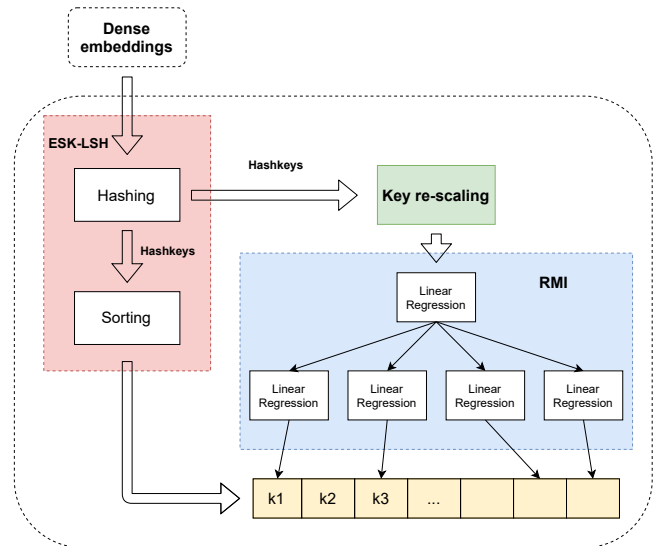 Dense
embeddings
ESK-LSH
Hashing
Hashkeys
Key re-scaling
Hashkeys
Sorting
RMI
Linear
Regression
Linear
Regression
Linear
Regression
Linear
Regression
Linear
Regression
k1 k2 k3 ...